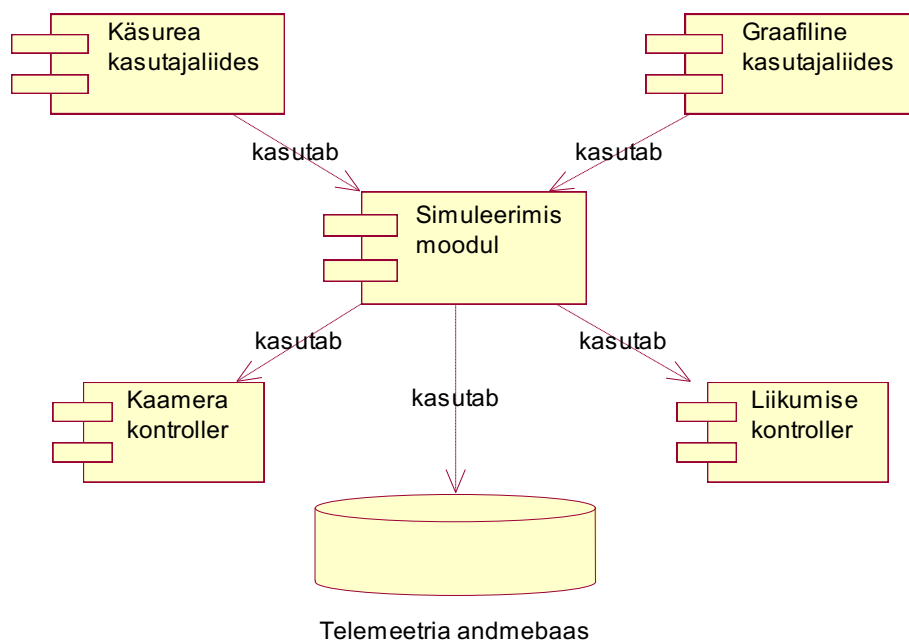 Käsurea
kasutajaliides
Graafiline
kasutajaliides
kasutab
kasutab
Simuleerimis
moodul
kasutab
kasutab
kasutab
Kaamera
kontroller
Liikumise
kontroller
Telemeetria andmebaas